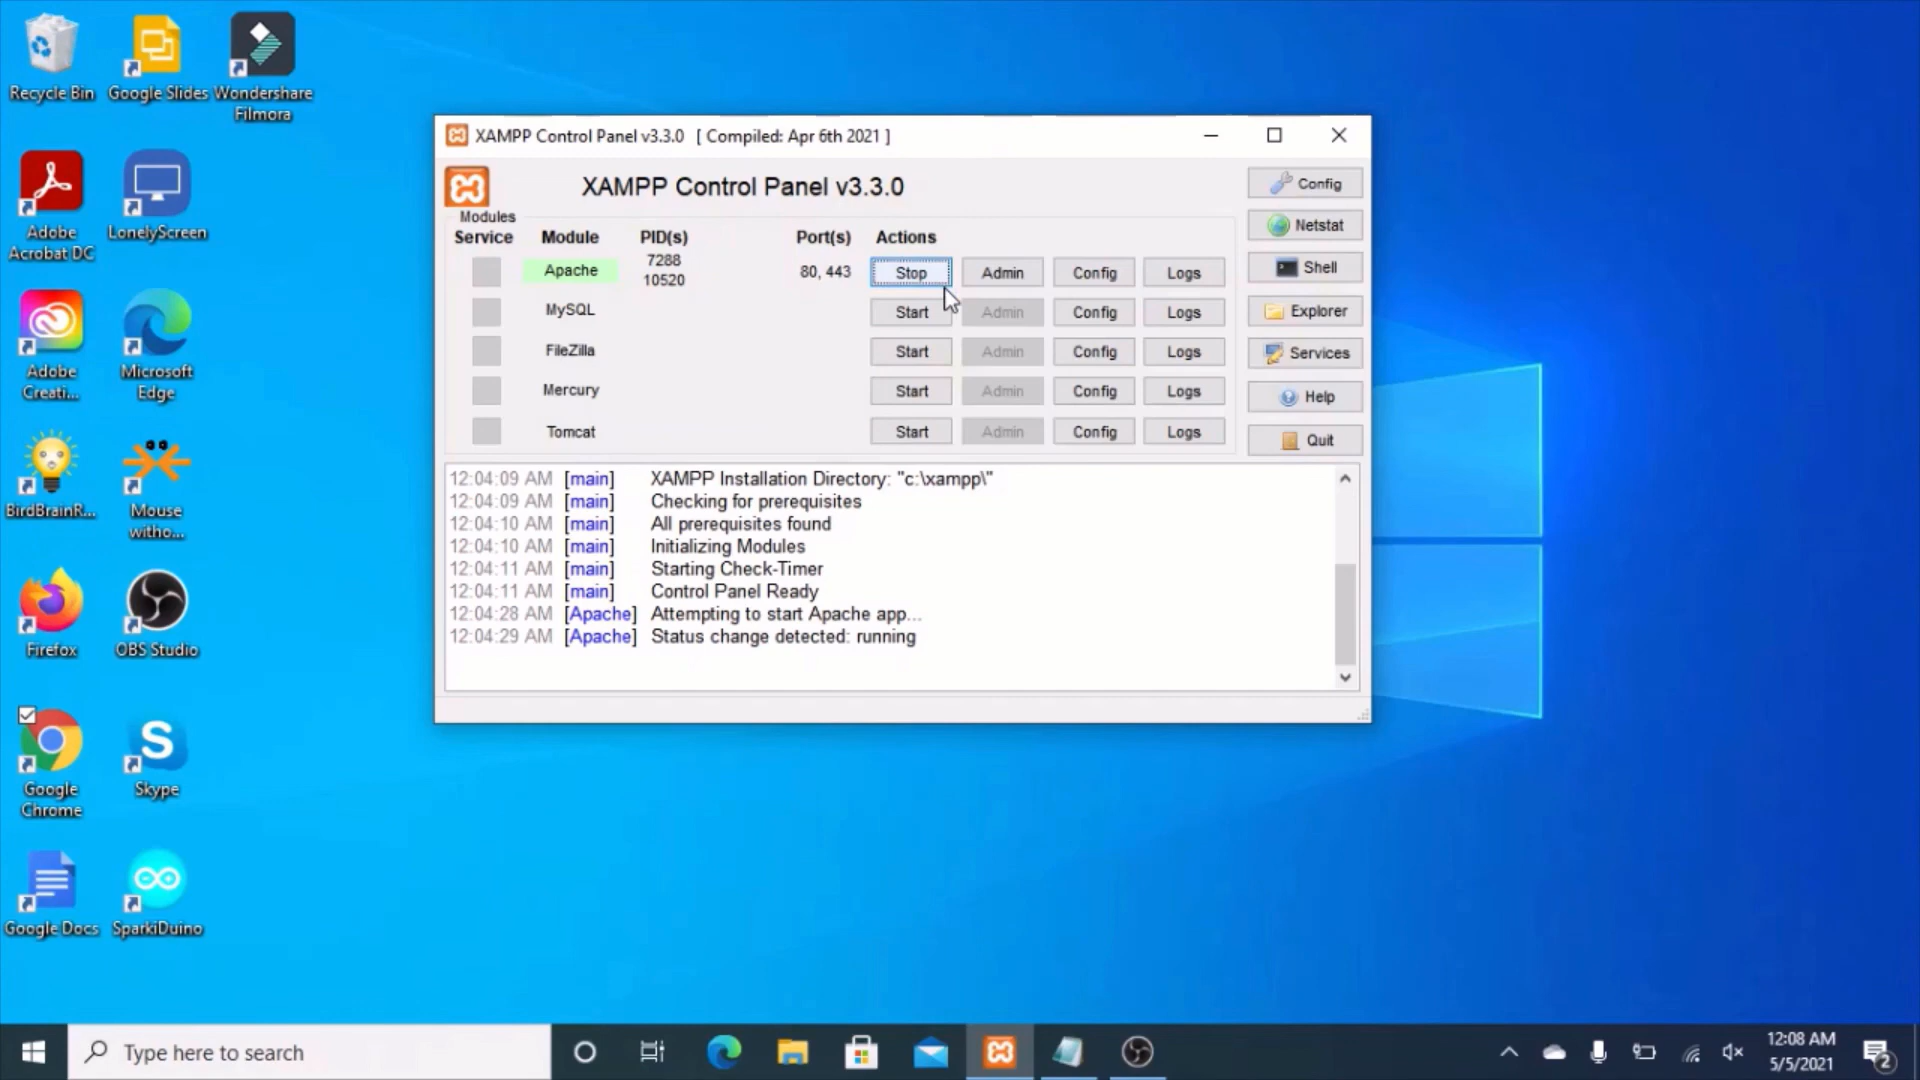 Recycle Bin
Google Slides
Wondershare
Filmora
Adobe
Acrobat DC
LonelyScreen
Adobe
Creati...
Microsoft
Edge
BirdBrainR...
Mouse
witho...
Firefox
OBS Studio
Google
Chrome
Skype
Google Docs
SparkiDuino
XAMPP Control Panel v3.3.0 [ Compiled: Apr 6th 2021 ]
XAMPP Control Panel v3.3.0
Modules
Service Module PID(s) Port(s) Actions
Apache 7288
10520 80, 443 Stop Admin Config Logs
MySQL Start Admin Config Logs
FileZilla Start Admin Config Logs
Mercury Start Admin Config Logs
Tomcat Start Admin Config Logs
Config
Netstat
Shell
Explorer
Services
Help
Quit
12:04:09 AM [main] XAMPP Installation Directory: "c:\xampp\"
12:04:09 AM [main] Checking for prerequisites
12:04:10 AM [main] All prerequisites found
12:04:10 AM [main] Initializing Modules
12:04:11 AM [main] Starting Check-Timer
12:04:11 AM [main] Control Panel Ready
12:04:28 AM [Apache] Attempting to start Apache app...
12:04:29 AM [Apache] Status change detected: running
Type here to search
12:08 AM
5/5/2021
2